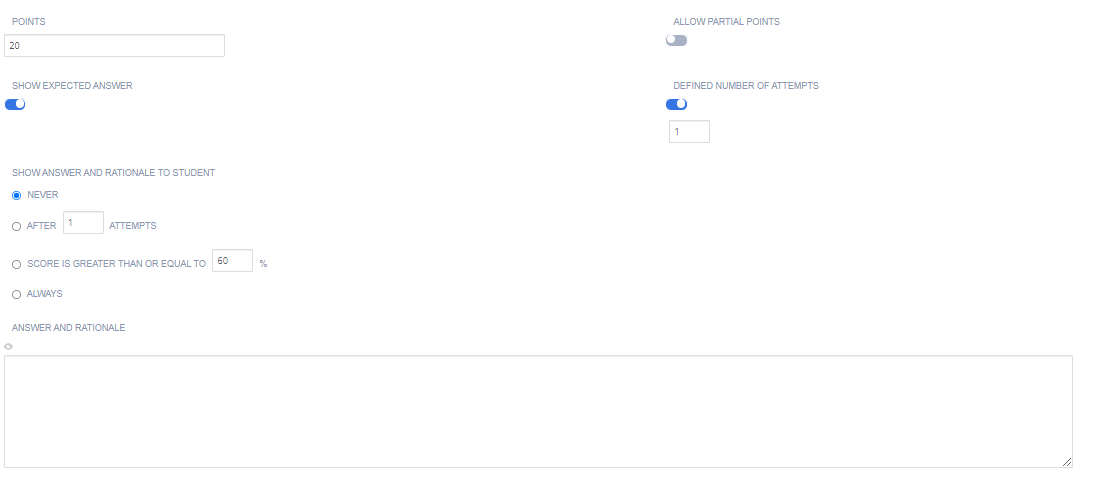 POINTS
ALLOW PARTIAL POINTS
20
SHOW EXPECTED ANSWER
DEFINED NUMBER OF ATTEMPTS
1
SHOW ANSWER AND RATIONALE TO STUDENT
NEVER
AFTER 1 ATTEMPTS
SCORE IS GREATER THAN OR EQUAL TO 60 %
ALWAYS
ANSWER AND RATIONALE